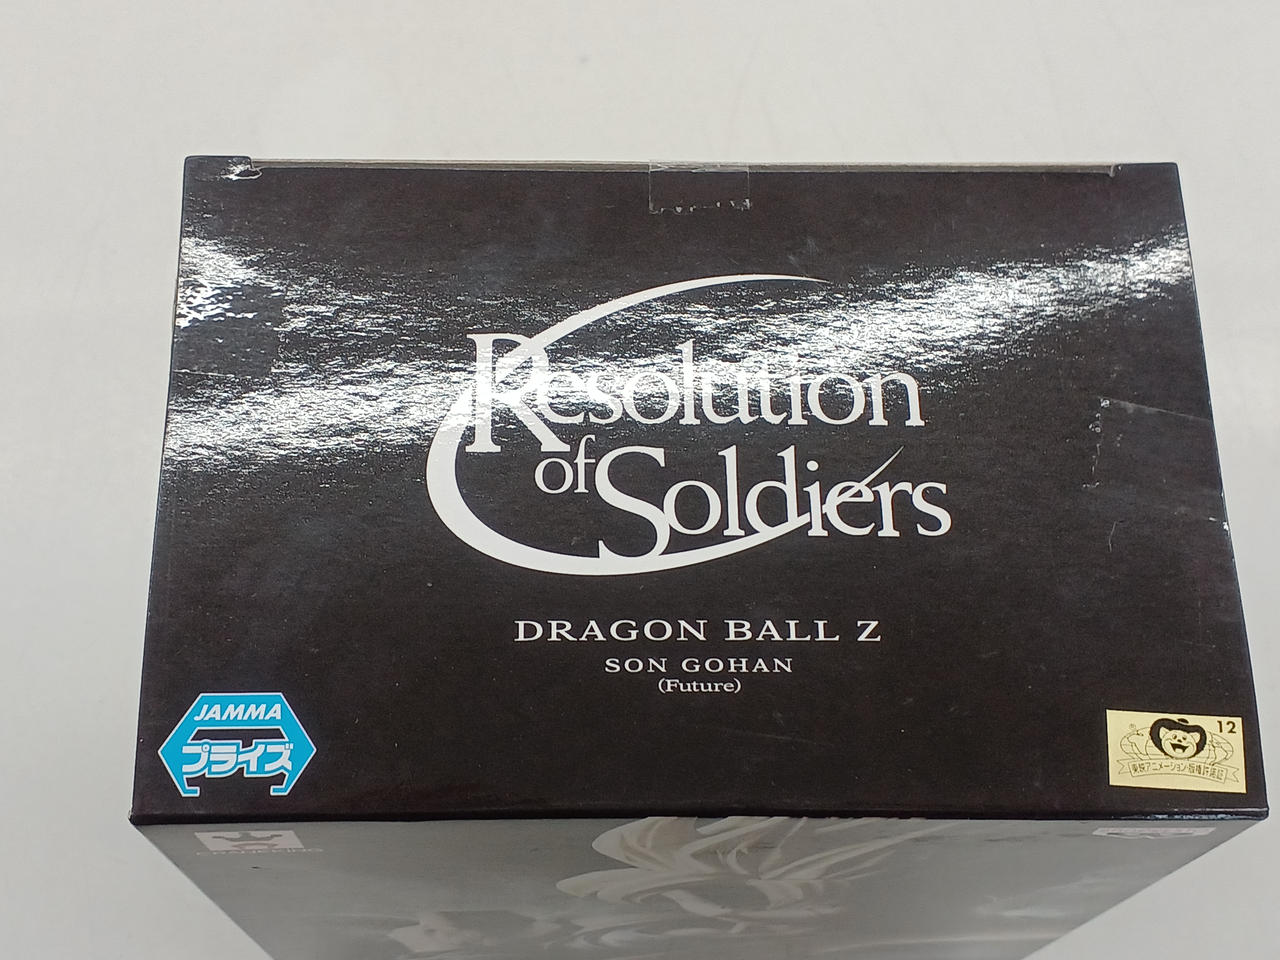 Resolution
of Soldiers
DRAGON BALL Z
SON GOHAN
(Future)
JAMMA
プライズ
12
東映アニメーション・版権許諾証
CRANEKING